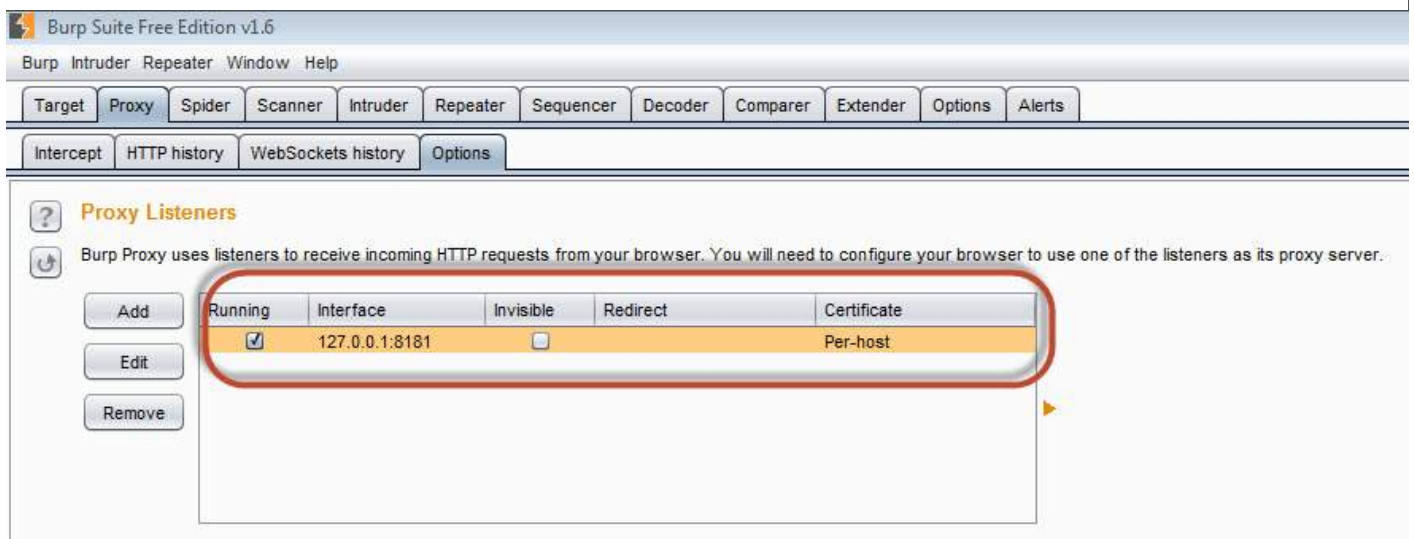 Burp Suite Free Edition v1.6
Burp Intruder Repeater Window Help
Target Proxy Spider Scanner Intruder Repeater Sequencer Decoder Comparer Extender Options Alerts
Intercept HTTP history WebSockets history Options
? Proxy Listeners
Burp Proxy uses listeners to receive incoming HTTP requests from your browser. You will need to configure your browser to use one of the listeners as its proxy server.
Add Running Interface Invisible Redirect Certificate
127.0.0.1:8181 Per-host
Edit
Remove